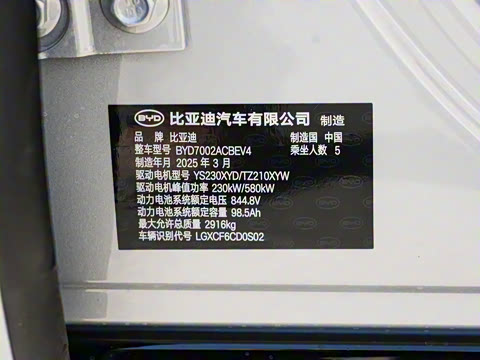 BYD 比亚迪汽车有限公司 制造
品 牌 比亚迪 制造国 中国
整车型号 BYD7002ACBEV4 乘坐人数 5
制造年月 2025 年 3 月
驱动电机型号 YS230XYD/TZ210XYW
驱动电机峰值功率 230kW/580kW
动力电池系统额定电压 844.8V
动力电池系统额定容量 98.5Ah
最大允许总质量 2916kg
车辆识别代号 LGXCF6CD0S02